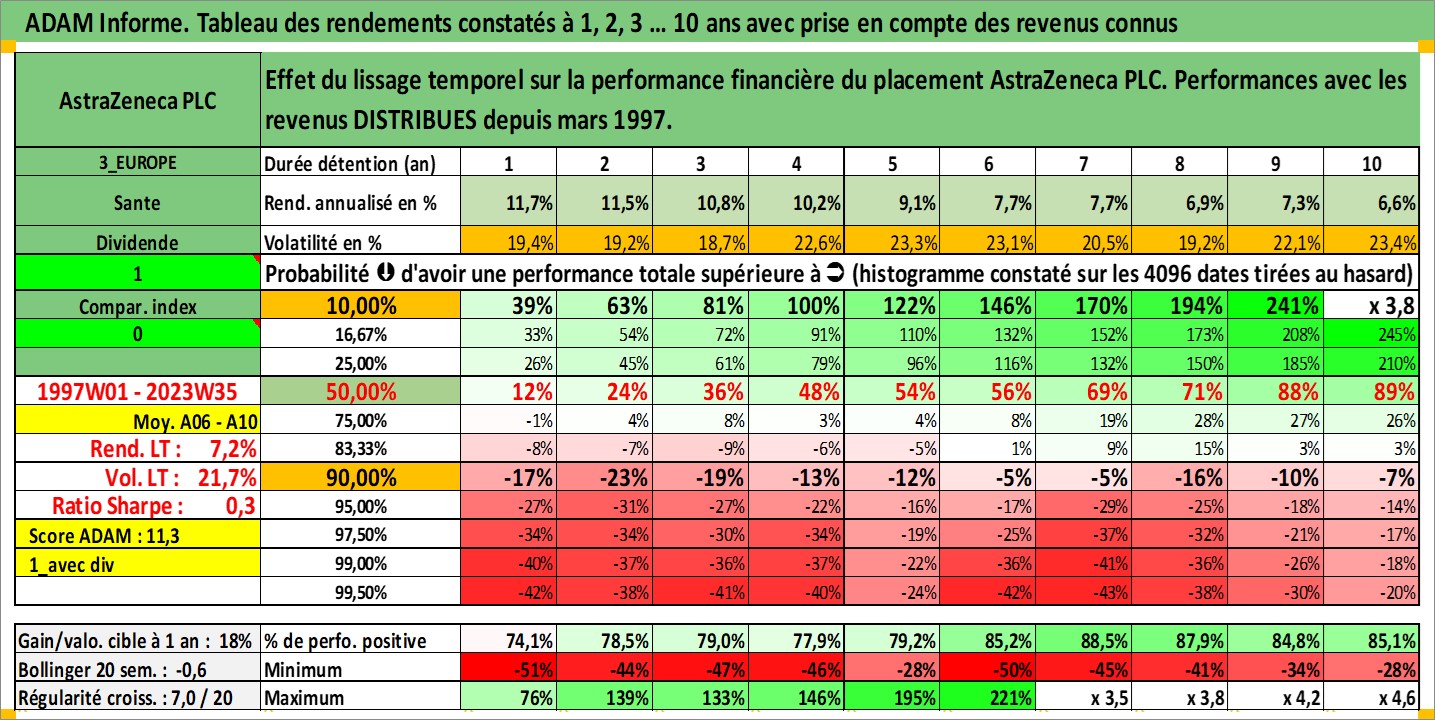 ADAM Informe. Tableau des rendements constatés à 1, 2, 3 ... 10 ans avec prise en compte des revenus connus
AstraZeneca PLC
Effet du lissage temporel sur la performance financière du placement AstraZeneca PLC. Performances avec les
revenus DISTRIBUES depuis mars 1997.
3_EUROPE Durée détention (an) 1 2 3 4 5 6 7 8 9 10
Sante Rend. annualisé en % 11,7% 11,5% 10,8% 10,2% 9,1% 7,7% 7,7% 6,9% 7,3% 6,6%
Dividende Volatilité en % 19,4% 19,2% 18,7% 22,6% 23,3% 23,1% 20,5% 19,2% 22,1% 23,4%
1 Probabilité ⬇ d'avoir une performance totale supérieure à ➲ (histogramme constaté sur les 4096 dates tirées au hasard)
Compar. index 10,00% 39% 63% 81% 100% 122% 146% 170% 194% 241% x 3,8
0 16,67% 33% 54% 72% 91% 110% 132% 152% 173% 208% 245%
25,00% 26% 45% 61% 79% 96% 116% 132% 150% 185% 210%
1997W01 - 2023W35 50,00% 12% 24% 36% 48% 54% 56% 69% 71% 88% 89%
Moy. A06 - A10 75,00% -1% 4% 8% 3% 4% 8% 19% 28% 27% 26%
Rend. LT : 7,2% 83,33% -8% -7% -9% -6% -5% 1% 9% 15% 3% 3%
Vol. LT : 21,7% 90,00% -17% -23% -19% -13% -12% -5% -5% -16% -10% -7%
Ratio Sharpe : 0,3 95,00% -27% -31% -27% -22% -16% -17% -29% -25% -18% -14%
Score ADAM : 11,3 97,50% -34% -34% -30% -34% -19% -25% -37% -32% -21% -17%
1_avec div 99,00% -40% -37% -36% -37% -22% -36% -41% -36% -26% -18%
99,50% -42% -38% -41% -40% -24% -42% -43% -38% -30% -20%
Gain/valo. cible à 1 an : 18% % de perfo. positive 74,1% 78,5% 79,0% 77,9% 79,2% 85,2% 88,5% 87,9% 84,8% 85,1%
Bollinger 20 sem. : -0,6 Minimum -51% -44% -47% -46% -28% -50% -45% -41% -34% -28%
Régularité croiss. : 7,0 / 20 Maximum 76% 139% 133% 146% 195% 221% x 3,5 x 3,8 x 4,2 x 4,6